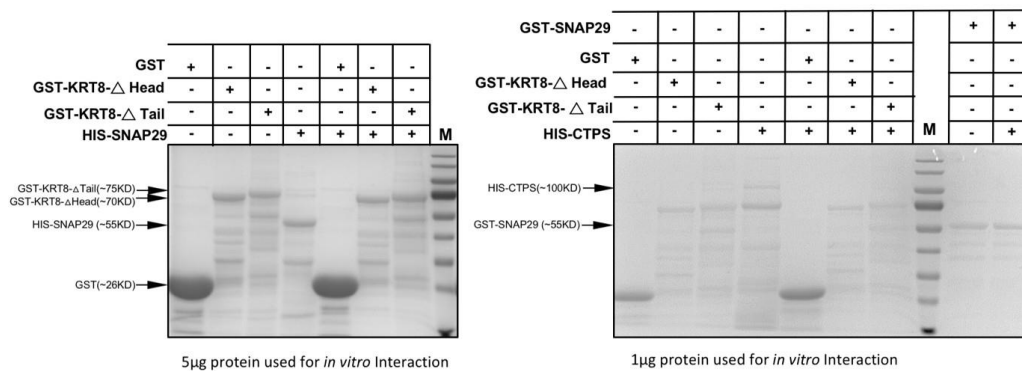 GST + - - - + - -
GST-KRT8-△ Head - + - - - + -
GST-KRT8-△ Tail - - + - - - +
HIS-SNAP29 - - - + + + + M
GST-KRT8-ΔTail(~75KD)
GST-KRT8-ΔHead(~70KD)
HIS-SNAP29 (~55KD)
GST(~26KD)
5µg protein used for in vitro Interaction
GST-SNAP29 - - - - - - - + +
GST + - - - + - - - -
GST-KRT8-△ Head - + - - - + - - -
GST-KRT8-△ Tail - - + - - - + - -
HIS-CTPS - - - + + + + M - +
HIS-CTPS(~100KD)
GST-SNAP29 (~55KD)
1µg protein used for in vitro Interaction